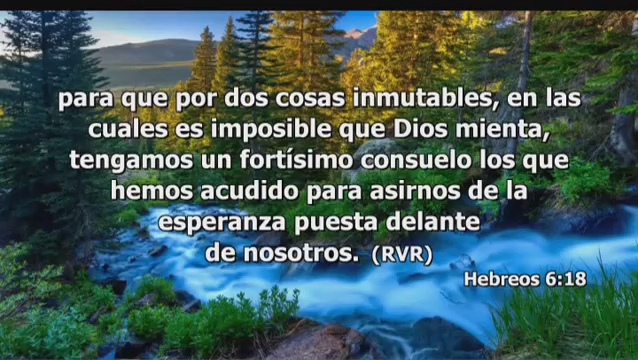 para que por dos cosas inmutables, en las
cuales es imposible que Dios mienta,
tengamos un fortísimo consuelo los que
hemos acudido para asirnos de la
esperanza puesta delante
de nosotros. (RVR)
Hebreos 6:18